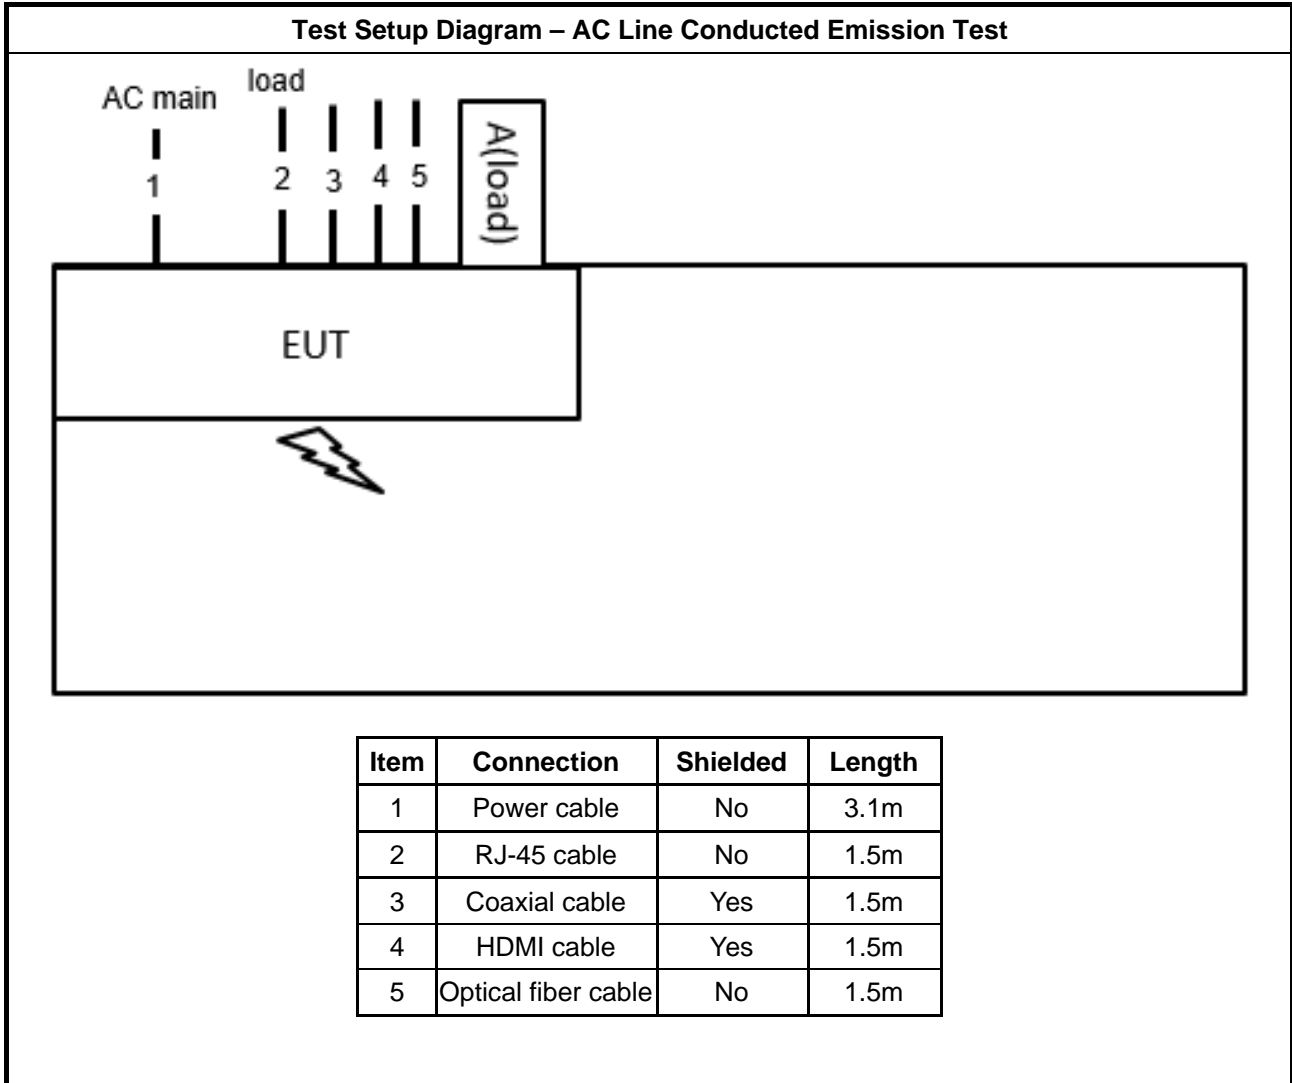 Test Setup Diagram – AC Line Conducted Emission Test
load
AC main
1 2 3 4 5
A(load)
EUT
Item Connection Shielded Length
1 Power cable No 3.1m
2 RJ-45 cable No 1.5m
3 Coaxial cable Yes 1.5m
4 HDMI cable Yes 1.5m
5 Optical fiber cable No 1.5m